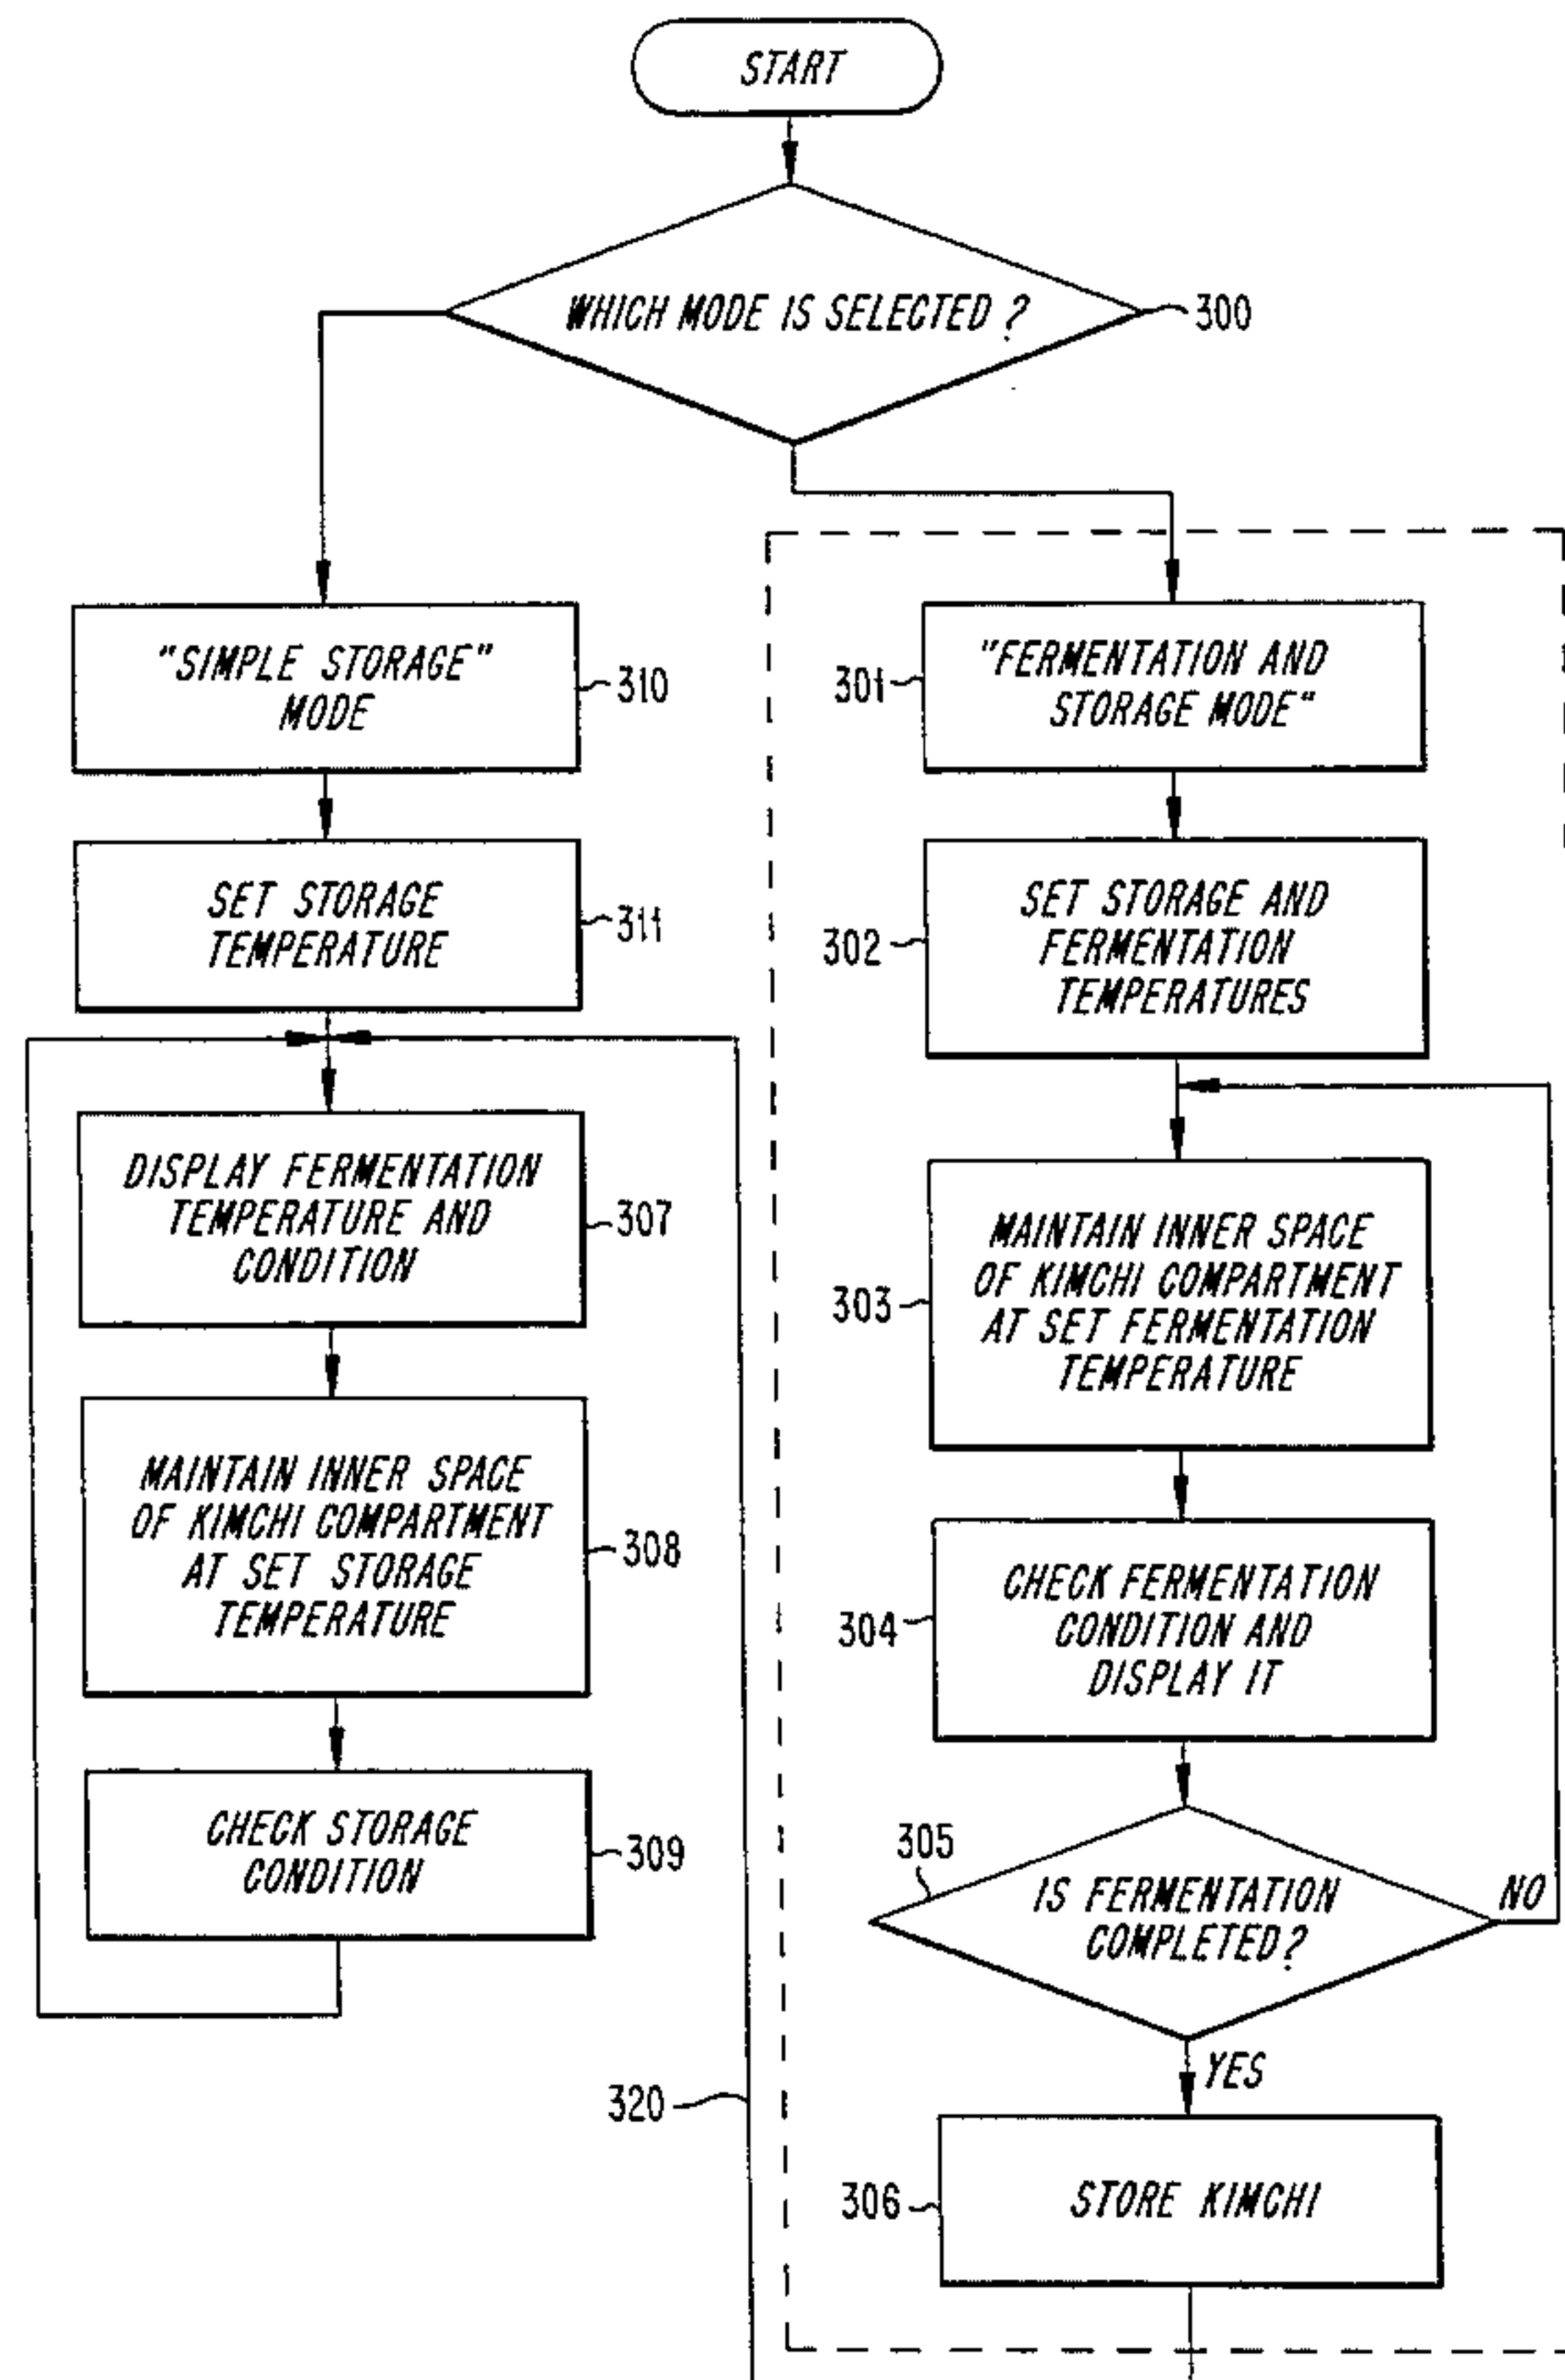 START
WHICH MODE IS SELECTED ?
300
"SIMPLE STORAGE"
MODE
310
SET STORAGE
TEMPERATURE
311
DISPLAY FERMENTATION
TEMPERATURE AND
CONDITION
307
MAINTAIN INNER SPACE
OF KIMCHI COMPARTMENT
AT SET STORAGE
TEMPERATURE
308
CHECK STORAGE
CONDITION
309
320
301
"FERMENTATION AND
STORAGE MODE"
302
SET STORAGE AND
FERMENTATION
TEMPERATURES
303
MAINTAIN INNER SPACE
OF KIMCHI COMPARTMENT
AT SET FERMENTATION
TEMPERATURE
304
CHECK FERMENTATION
CONDITION AND
DISPLAY IT
305
IS FERMENTATION
COMPLETED?
NO
YES
306
STORE KIMCHI